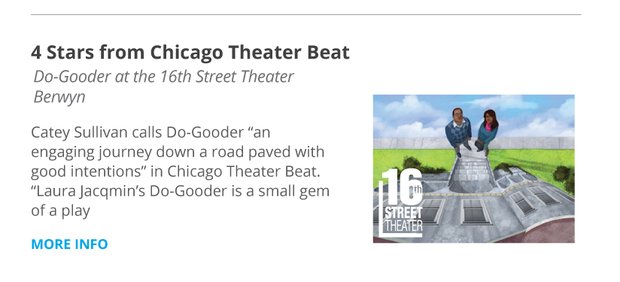 4 Stars from Chicago Theater Beat
Do-Gooder at the 16th Street Theater
Berwyn
Catey Sullivan calls Do-Gooder “an
engaging journey down a road paved with
good intentions” in Chicago Theater Beat.
“Laura Jacqmin’s Do-Gooder is a small gem
of a play
MORE INFO
16th
STREET
THEATER